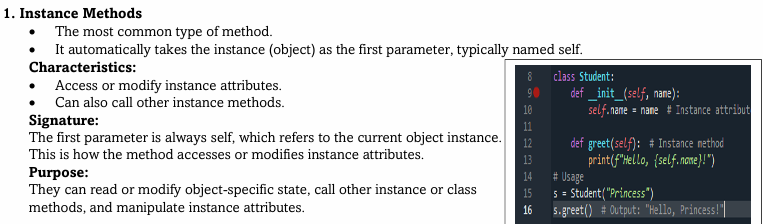 1. Instance Methods
• The most common type of method.
• It automatically takes the instance (object) as the first parameter, typically named self.
Characteristics:
• Access or modify instance attributes.
• Can also call other instance methods.
Signature:
The first parameter is always self, which refers to the current object instance.
This is how the method accesses or modifies instance attributes.
Purpose:
They can read or modify object-specific state, call other instance or class
methods, and manipulate instance attributes.
8 class Student:
9 def __init__(self, name):
10 self.name = name # Instance attribut
11
12 def greet(self): # Instance method
13 print(f"Hello, {self.name}!")
14 # Usage
15 s = Student("Princess")
16 s.greet() # Output: "Hello, Princess!"